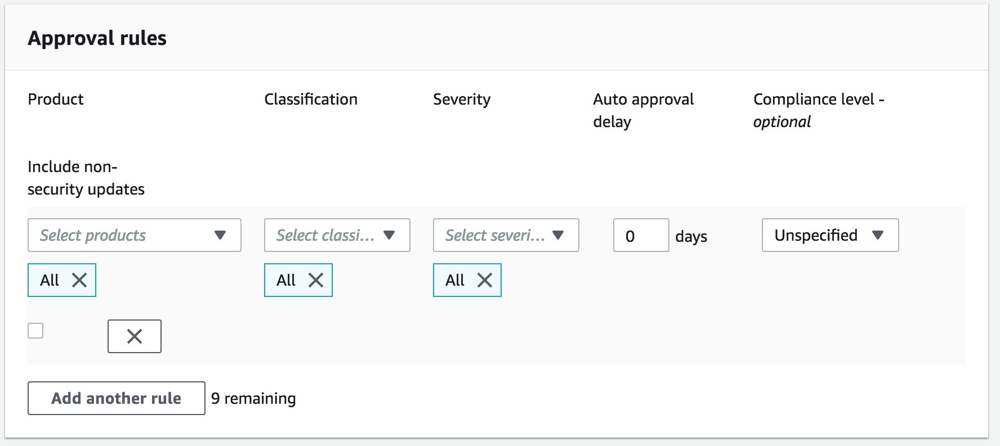 Approval rules
Product Classification Severity Auto approval delay Compliance level - optional
Include non-
security updates
Select products Select classi... Select severi... 0 days Unspecified
All All All
Add another rule 9 remaining